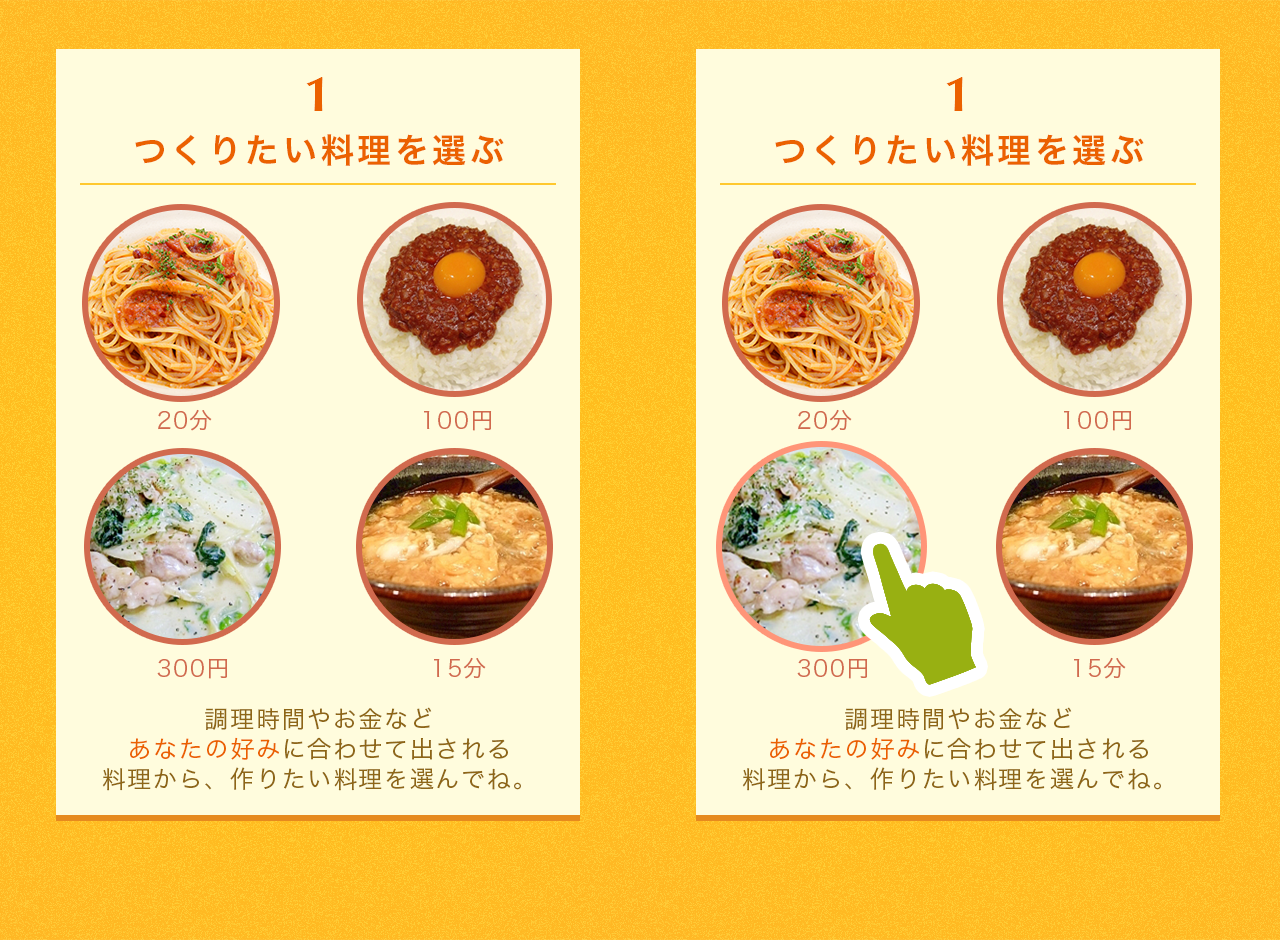 1
つくりたい料理を選ぶ
20分
100円
300円
15分
調理時間やお金など
あなたの好みに合わせて出される
料理から、作りたい料理を選んでね。
1
つくりたい料理を選ぶ
20分
100円
300円
15分
調理時間やお金など
あなたの好みに合わせて出される
料理から、作りたい料理を選んでね。